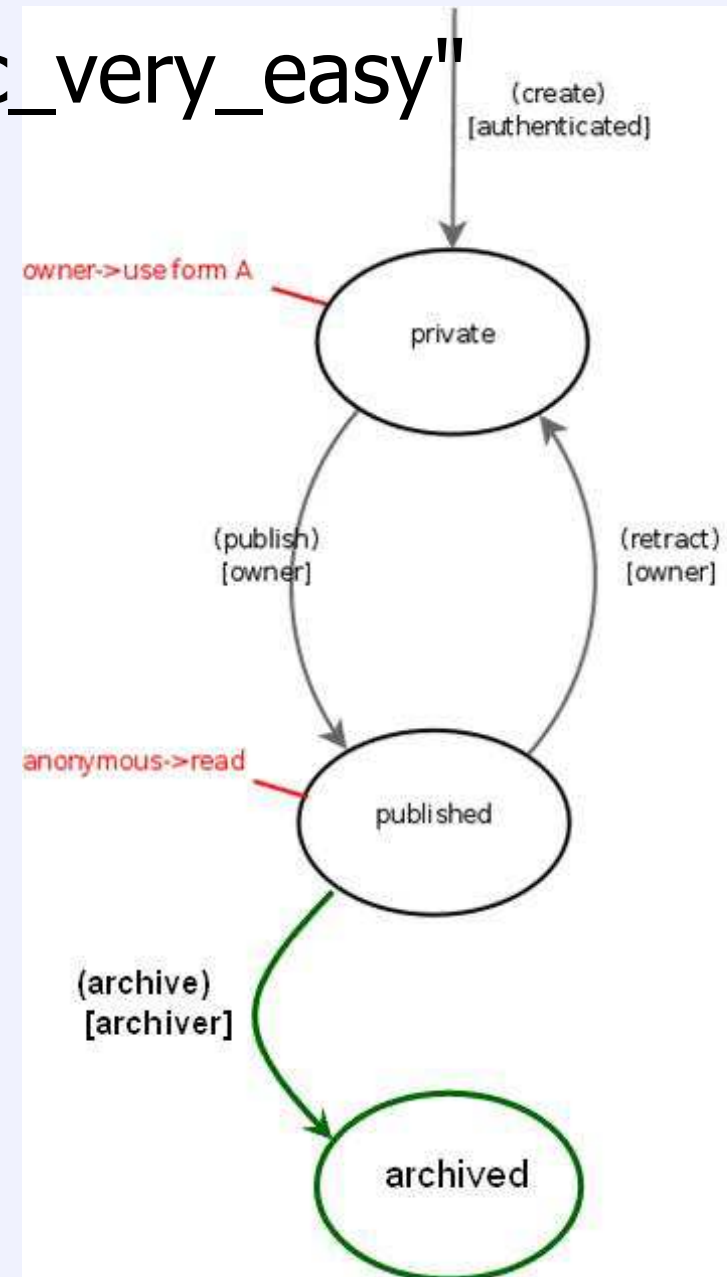 c_very_easy"
(create)
[authenticated]
owner->use form A
private
(publish)
[owner]
(retract)
[owner]
anonymous->read
published
(archive)
[archiver]
archived